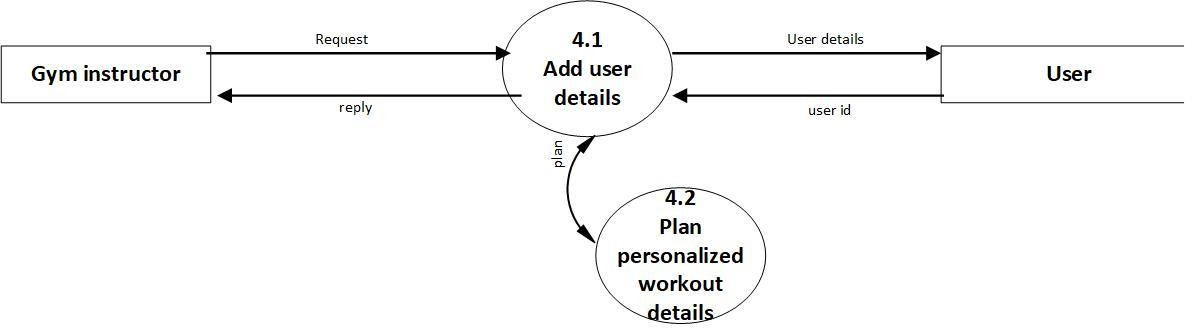 Request
Gym instructor
reply
4.1
Add user
details
User details
User
user id
plan
4.2
Plan
personalized
workout
details